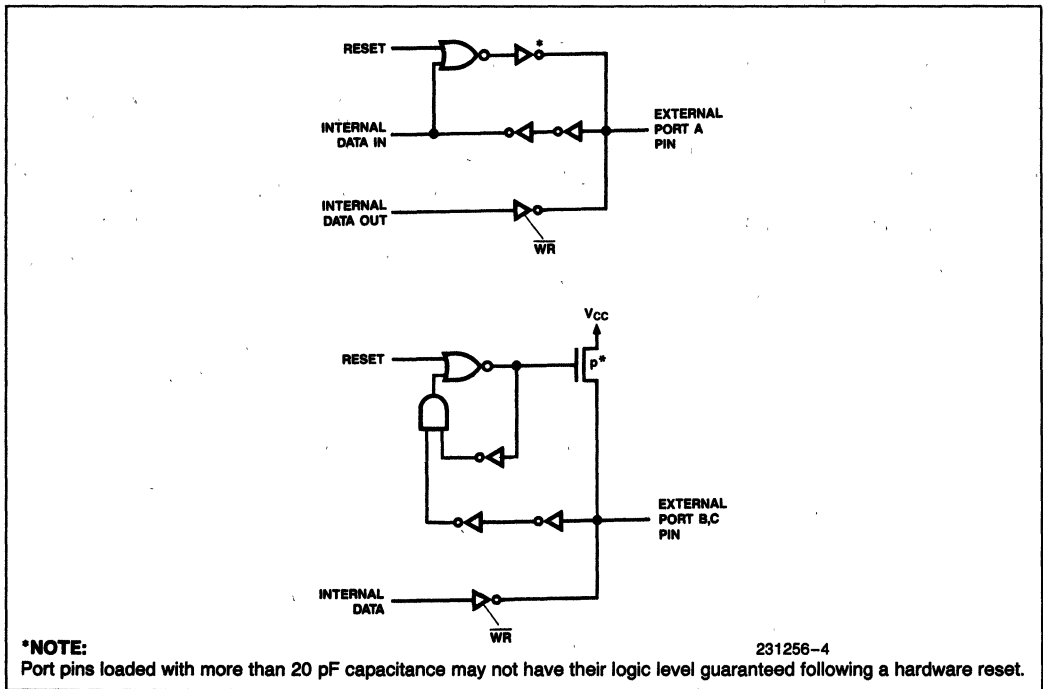 RESET
*
INTERNAL
DATA IN
EXTERNAL
PORT A
PIN
INTERNAL
DATA OUT
WR
VCC
RESET
P*
EXTERNAL
PORT B,C
PIN
INTERNAL
DATA
WR
*NOTE:
231256–4
Port pins loaded with more than 20 pF capacitance may not have their logic level guaranteed following a hardware reset.